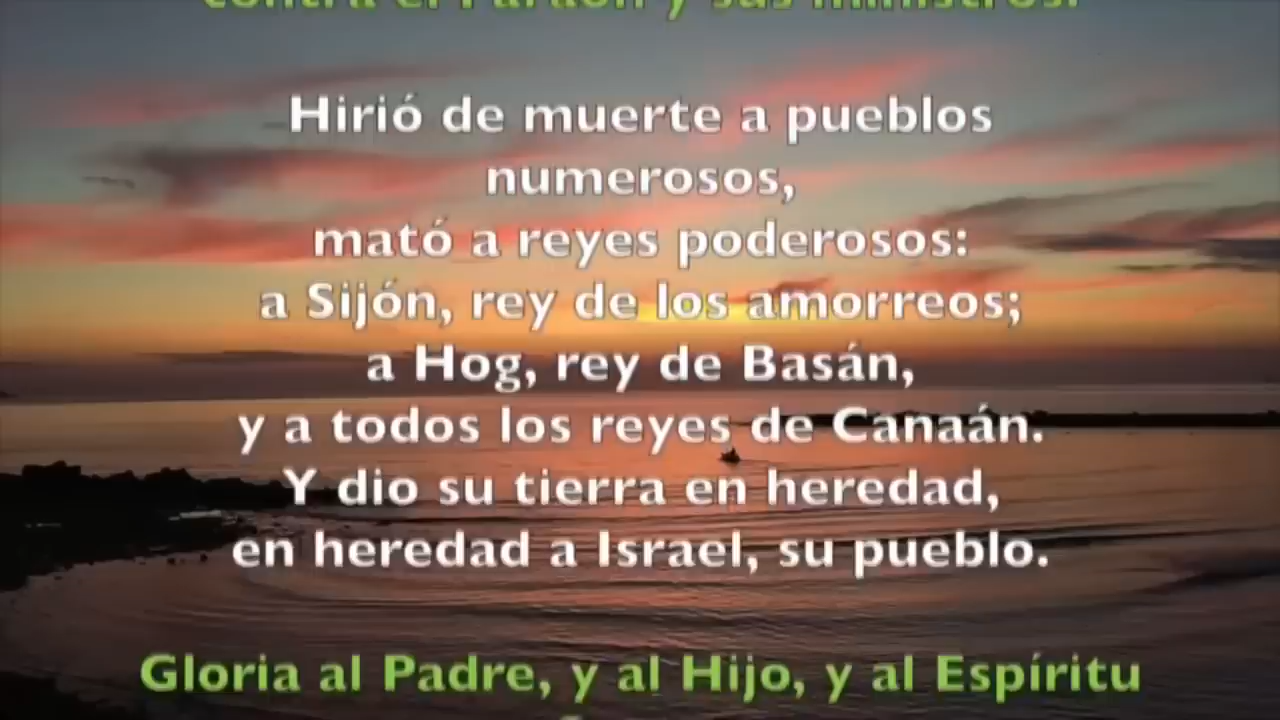 contra el Faraón y sus ministros.
Hirió de muerte a pueblos
numerosos,
mató a reyes poderosos:
a Sijón, rey de los amorreos;
a Hog, rey de Basán,
y a todos los reyes de Canaán.
Y dio su tierra en heredad,
en heredad a Israel, su pueblo.
Gloria al Padre, y al Hijo, y al Espíritu